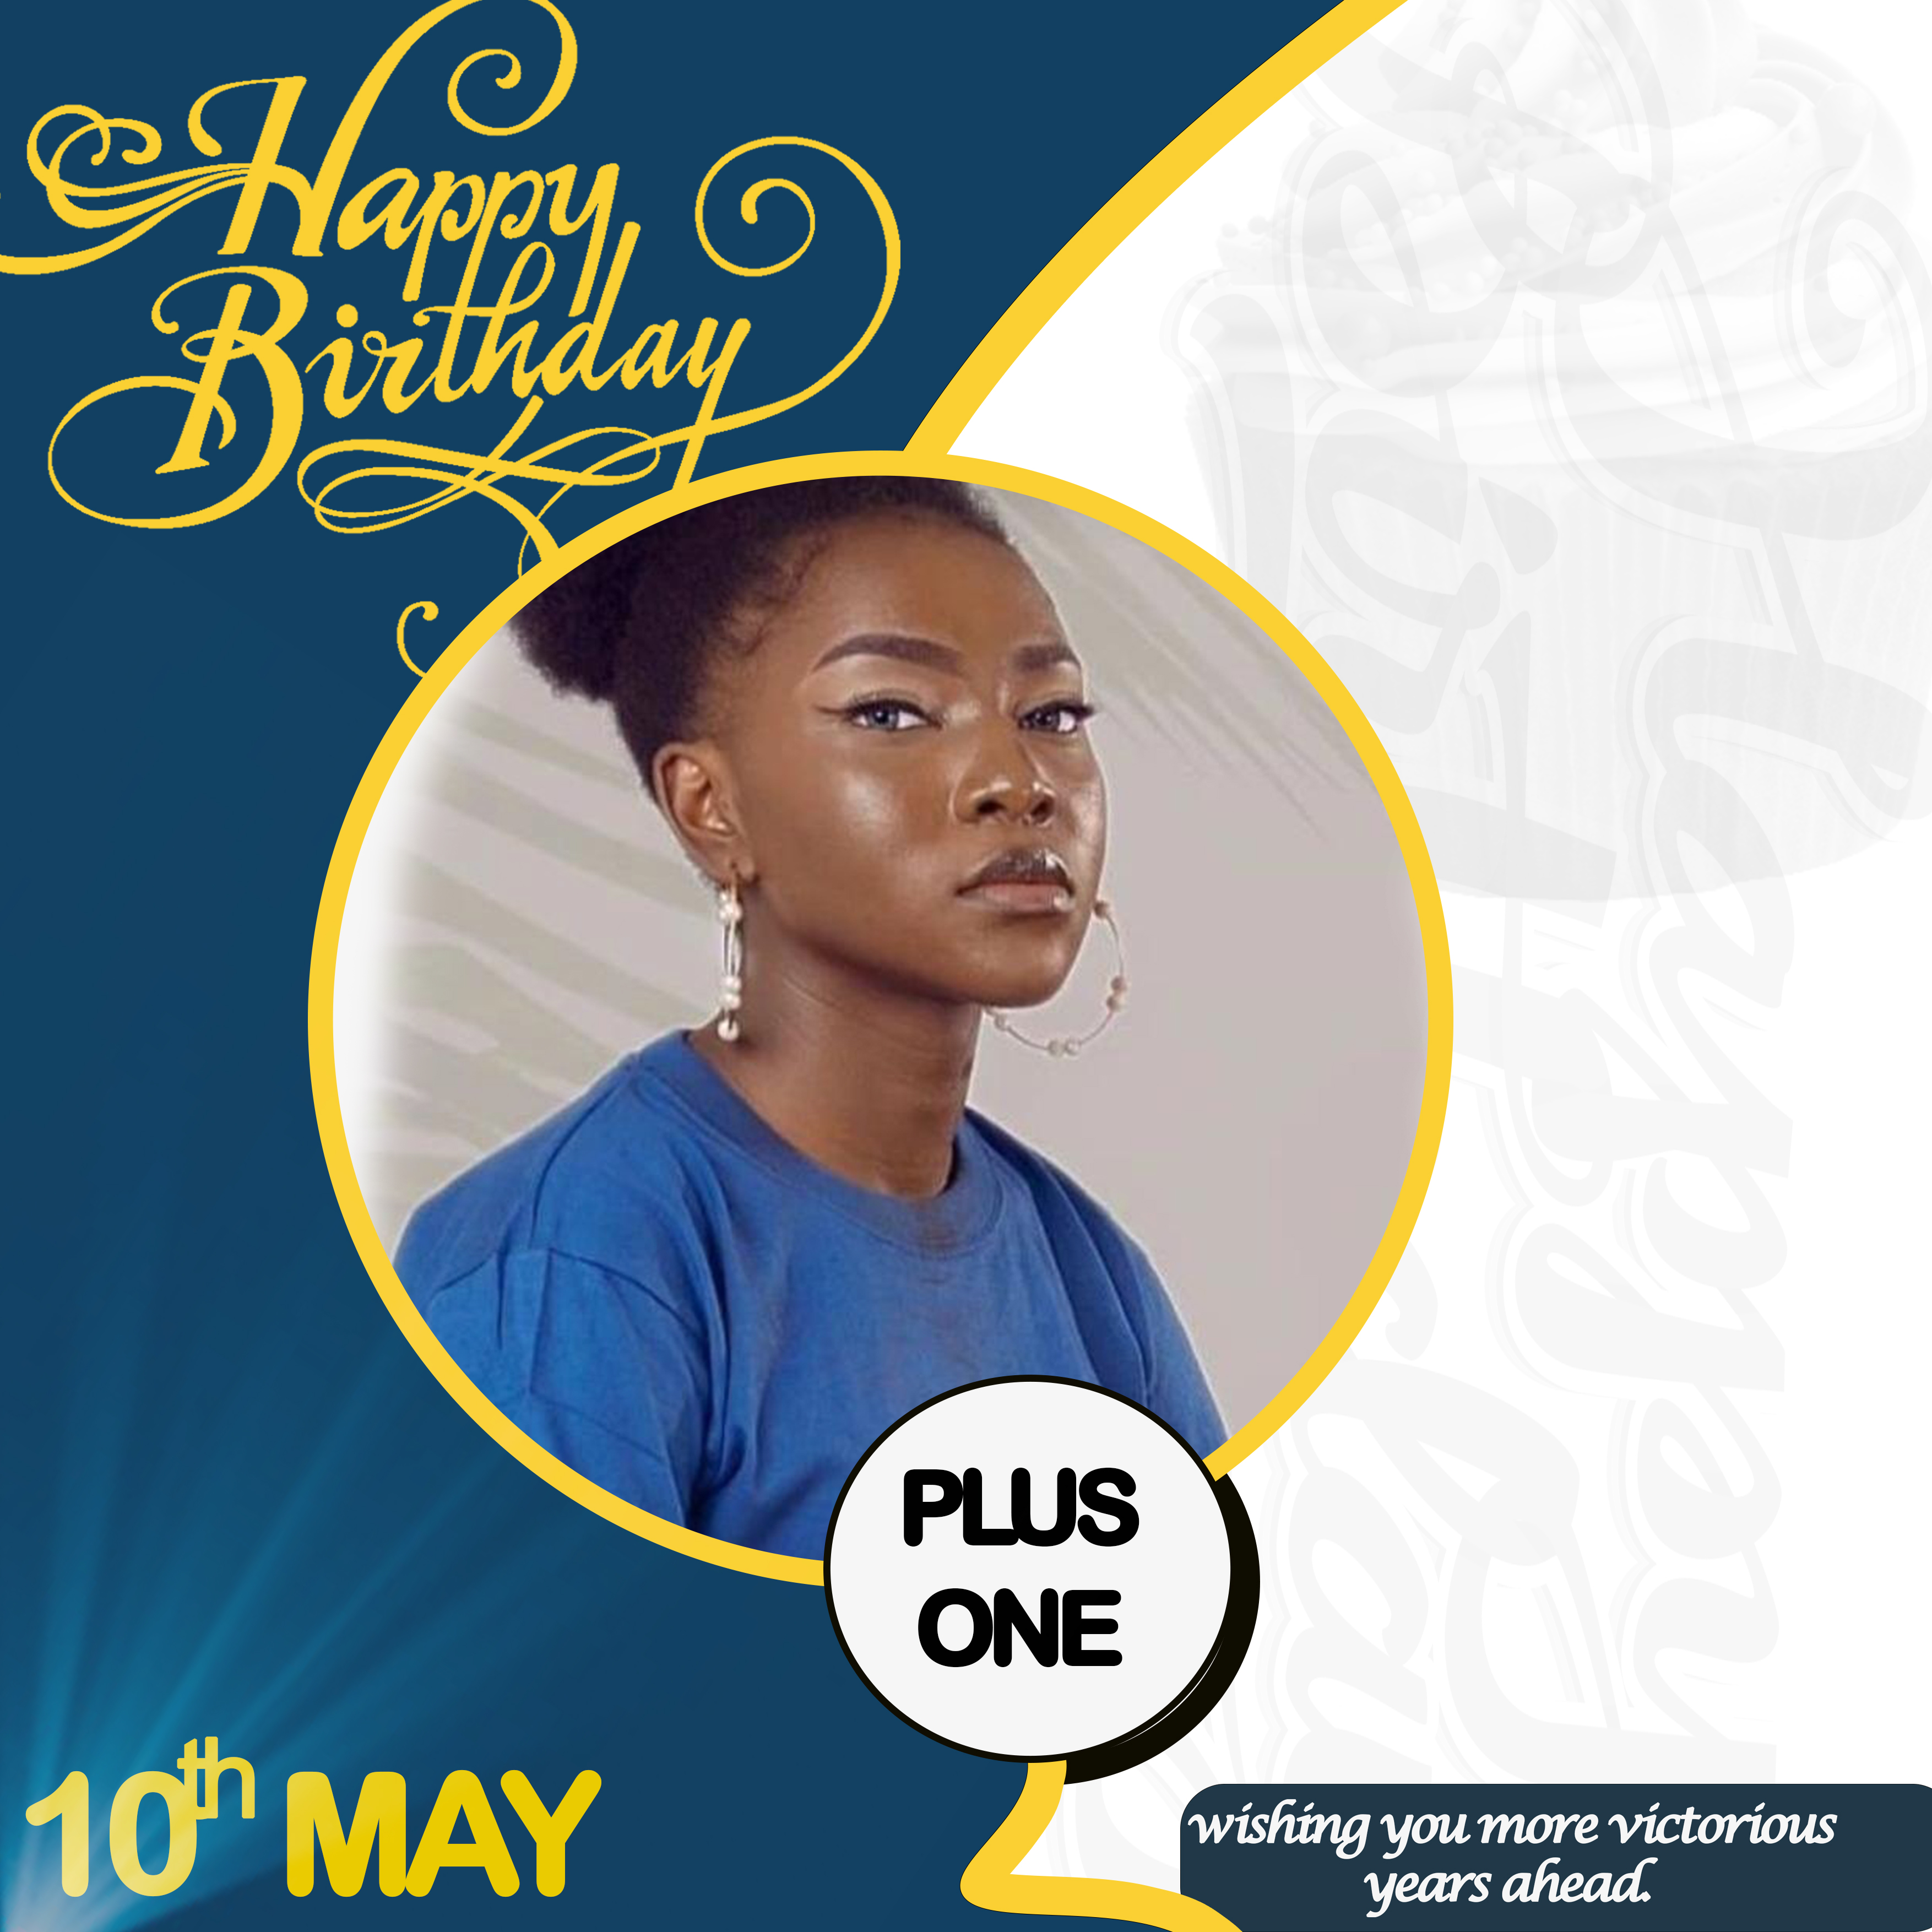 Happy
Birthday
PLUS
ONE
10th MAY
wishing you more victorious
years ahead.